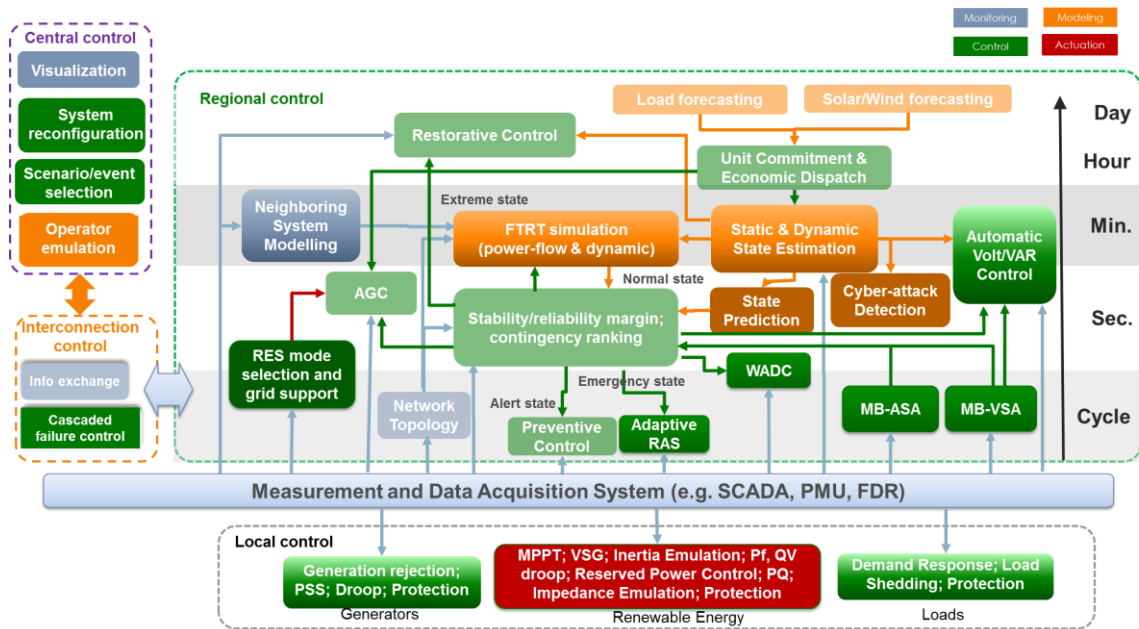 Monitoring
Modeling
Control
Actuation
Central control
Visualization
System
reconfiguration
Scenario/event
selection
Operator
emulation
Interconnection
control
Info exchange
Cascaded
failure control
Regional control
Load forecasting
Solar/Wind forecasting
Day
Restorative Control
Unit Commitment &
Economic Dispatch
Hour
Extreme state
Neighboring
System
Modelling
FTRT simulation
(power-flow & dynamic)
Static & Dynamic
State Estimation
Automatic
Volt/VAR
Control
Min.
Normal state
AGC
State
Prediction
Cyber-attack
Detection
Stability/reliability margin;
contingency ranking
Sec.
RES mode
selection and
grid support
WADC
Emergency state
Network
Topology
Alert state
Preventive
Control
Adaptive
RAS
MB-ASA
MB-VSA
Cycle
Measurement and Data Acquisition System (e.g. SCADA, PMU, FDR)
Local control
Generation rejection;
PSS; Droop; Protection
Generators
MPPT; VSG; Inertia Emulation; Pf, QV
droop; Reserved Power Control; PQ;
Impedance Emulation; Protection
Renewable Energy
Demand Response; Load
Shedding; Protection
Loads